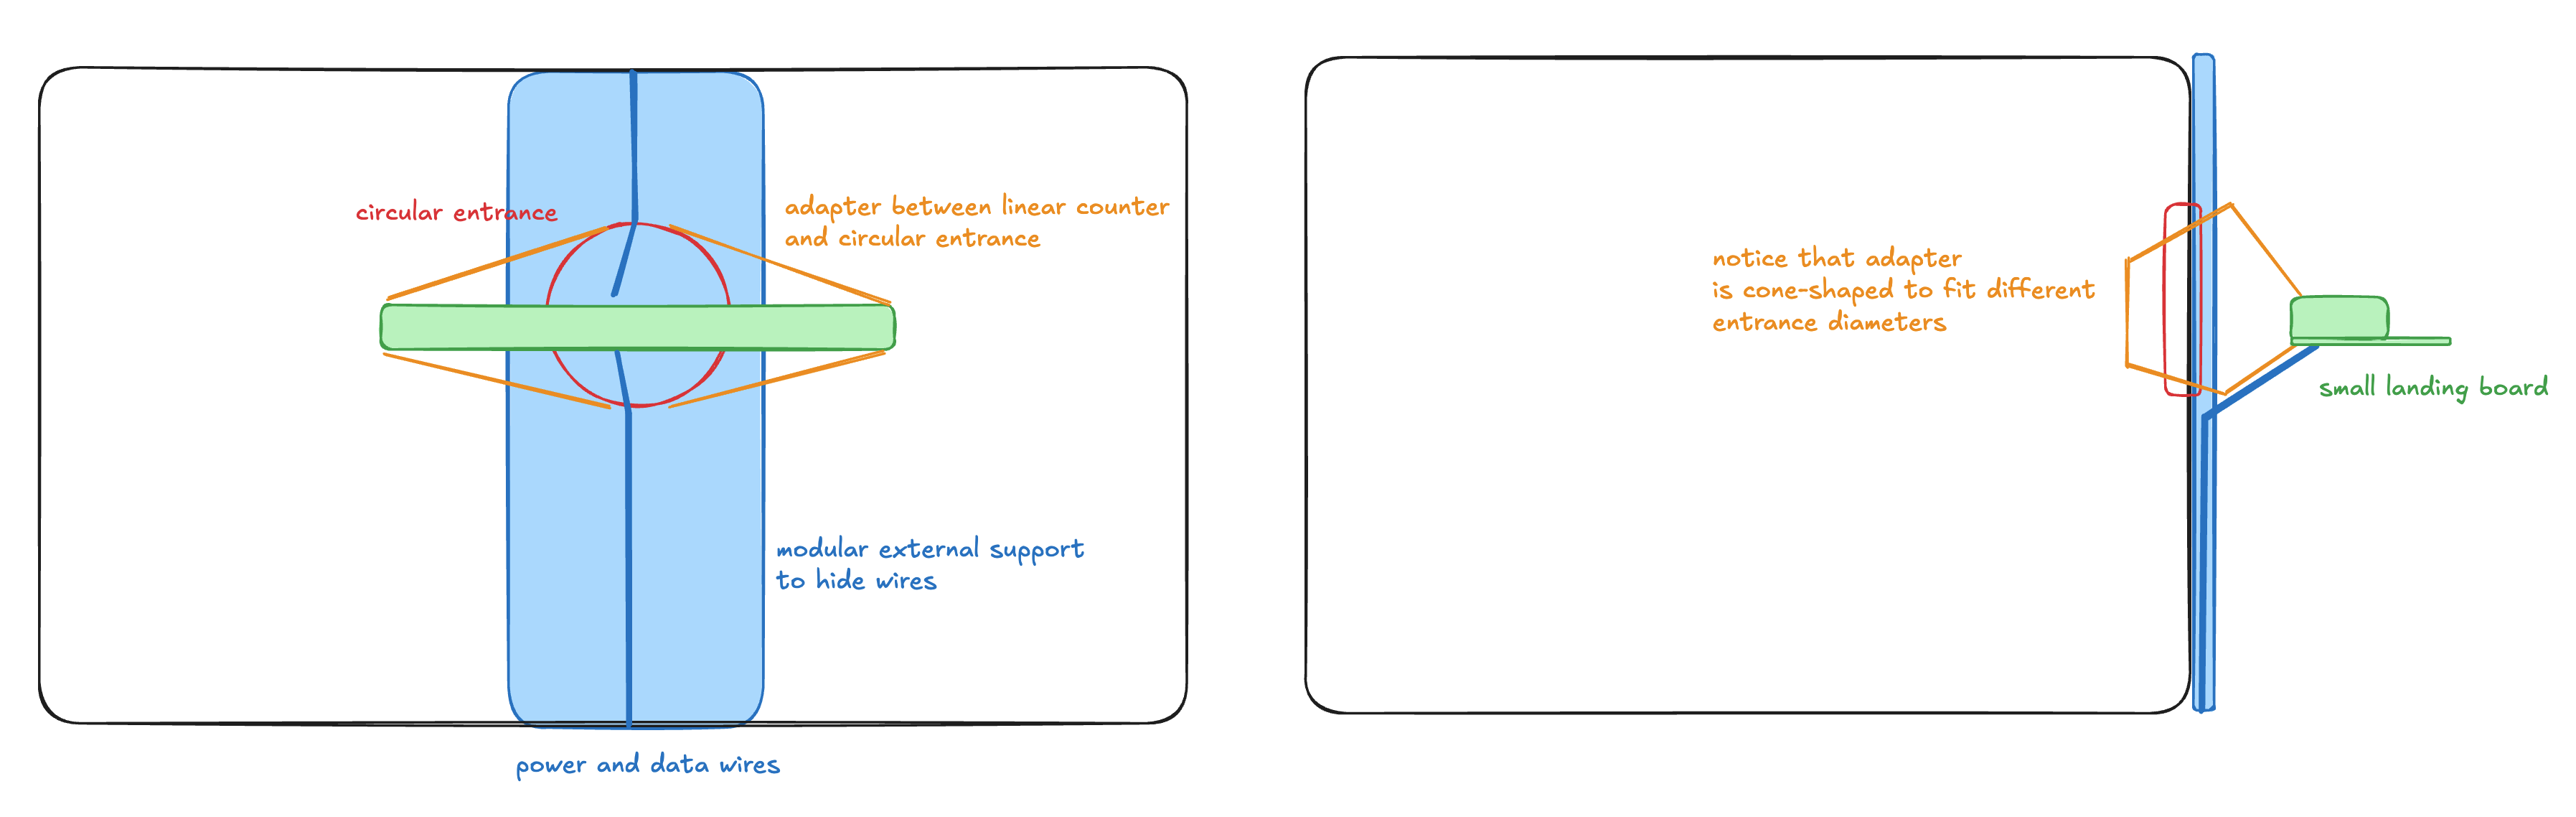 circular entrance
adapter between linear counter
and circular entrance
modular external support
to hide wires
power and data wires
notice that adapter
is cone-shaped to fit different
entrance diameters
small landing board